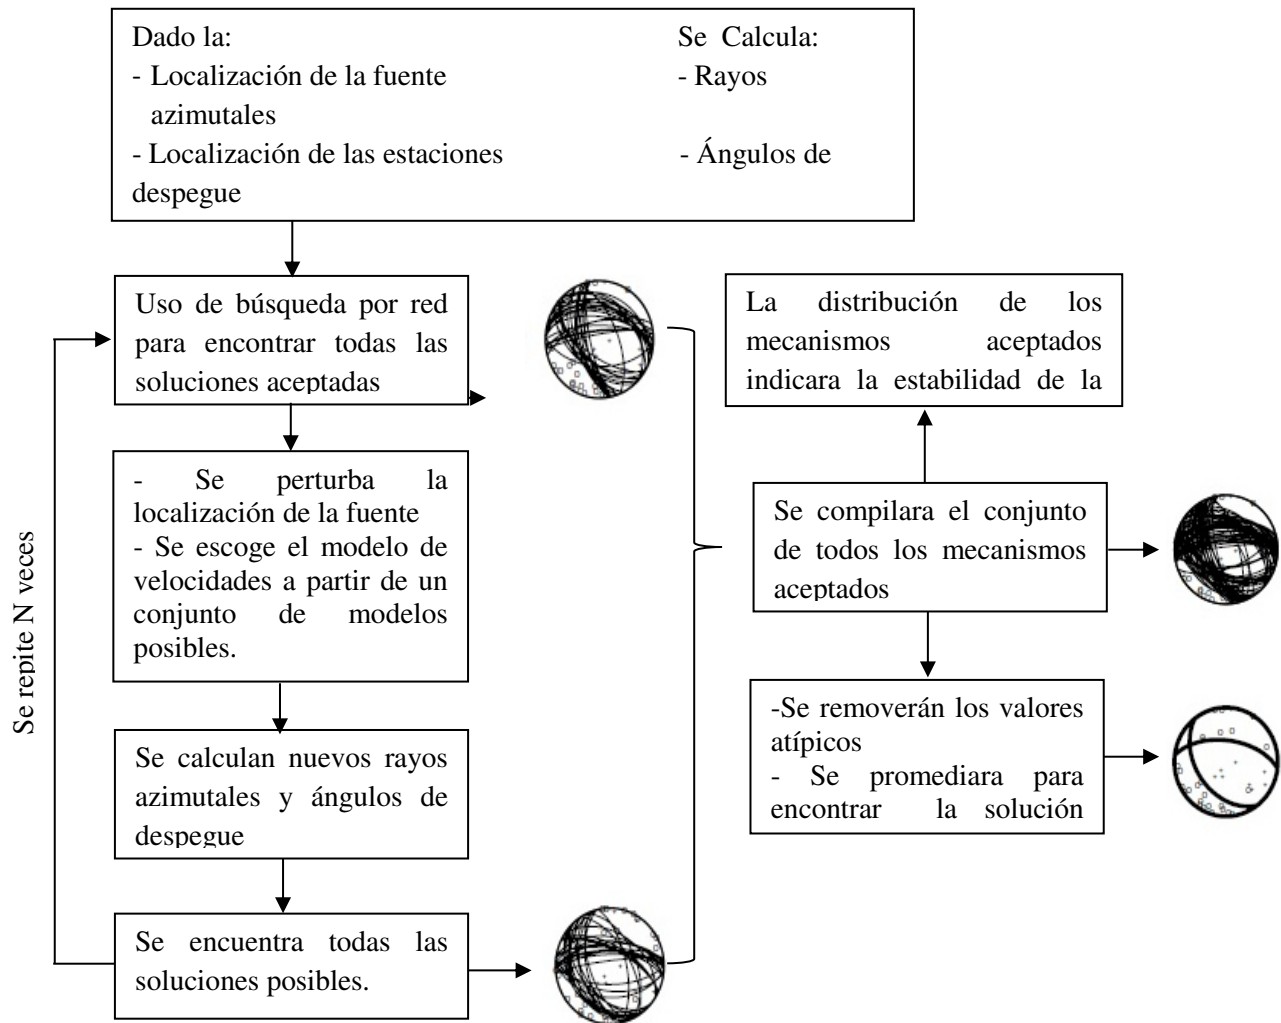 Dado la: Se Calcula:
- Localización de la fuente - Rayos
azimutales
- Localización de las estaciones - Ángulos de
despegue
Uso de búsqueda por red
para encontrar todas las
soluciones aceptadas
- Se perturba la
localización de la fuente
- Se escoge el modelo de
velocidades a partir de un
conjunto de modelos
posibles.
Se calculan nuevos rayos
azimutales y ángulos de
despegue
Se encuentra todas las
soluciones posibles.
Se repite N veces
La distribución de los
mecanismos aceptados
indicara la estabilidad de la
Se compilara el conjunto
de todos los mecanismos
aceptados
-Se removerán los valores
atípicos
- Se promediara para
encontrar la solución